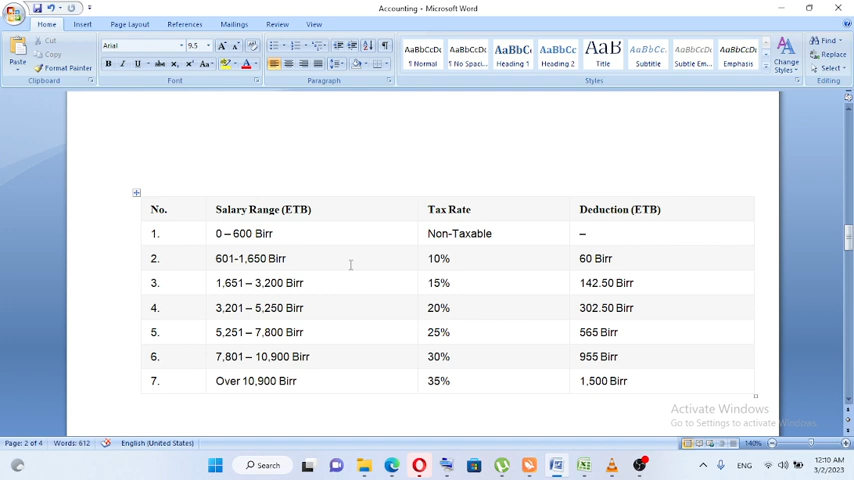 Accounting - Microsoft Word
Home Insert Page Layout References Mailings Review View
Paste
Cut
Copy
Format Painter
Clipboard
Arial 9.5
Font
Paragraph
AaBbCcDc AaBbCcDc AaBbC AaBbCc AaB AaBbCc. AaBbCcDc AaBbCcDc
¶ Normal ¶ No Spaci... Heading 1 Heading 2 Title Subtitle Subtle Em... Emphasis
Change Styles
Styles
Find
Replace
Select
Editing
No. Salary Range (ETB) Tax Rate Deduction (ETB)
1. 0 – 600 Birr Non-Taxable –
2. 601-1,650 Birr 10% 60 Birr
3. 1,651 – 3,200 Birr 15% 142.50 Birr
4. 3,201 – 5,250 Birr 20% 302.50 Birr
5. 5,251 – 7,800 Birr 25% 565 Birr
6. 7,801 – 10,900 Birr 30% 955 Birr
7. Over 10,900 Birr 35% 1,500 Birr
Activate Windows
Go to Settings to activate Windows.
Page: 2 of 4 Words: 612 English (United States) 140%
Search
ENG
12:10 AM
3/2/2023